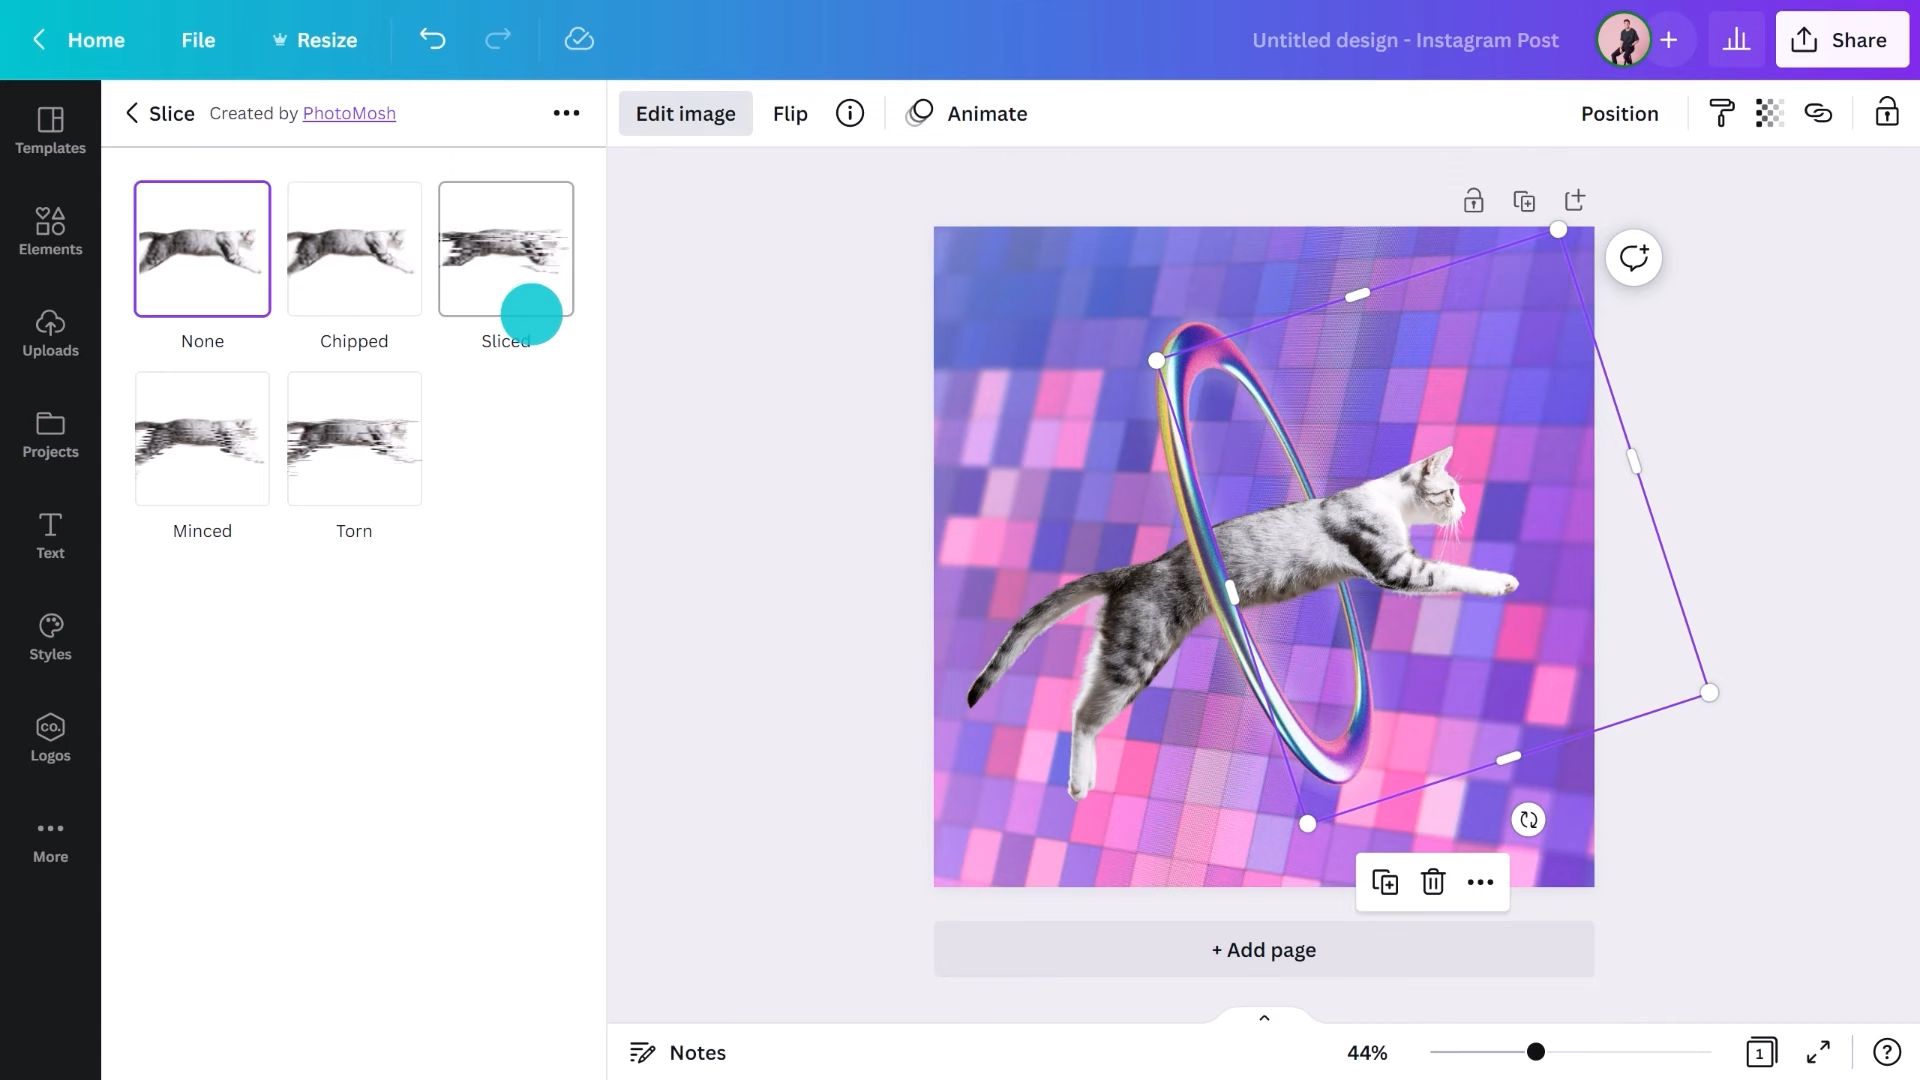 Home
File
Resize
Untitled design - Instagram Post
Share
Templates
Elements
Uploads
Projects
Text
Styles
CO.
Logos
More
Slice Created by PhotoMosh
None
Chipped
Sliced
Minced
Torn
Edit image
Flip
Animate
Position
+ Add page
Notes
44%
1